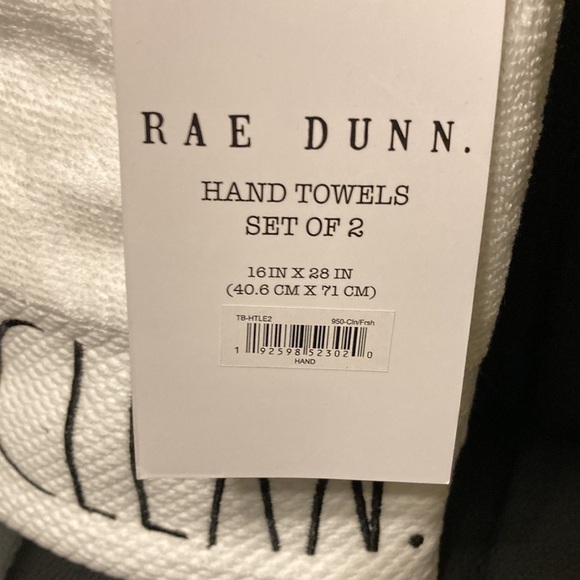 RAE DUNN.
HAND TOWELS
SET OF 2
16 IN X 28 IN
(40.6 CM X 71 CM)
TB-HTLE2 950-Cln/Frsh
1 92598 52302 0
HAND
CLEAN.